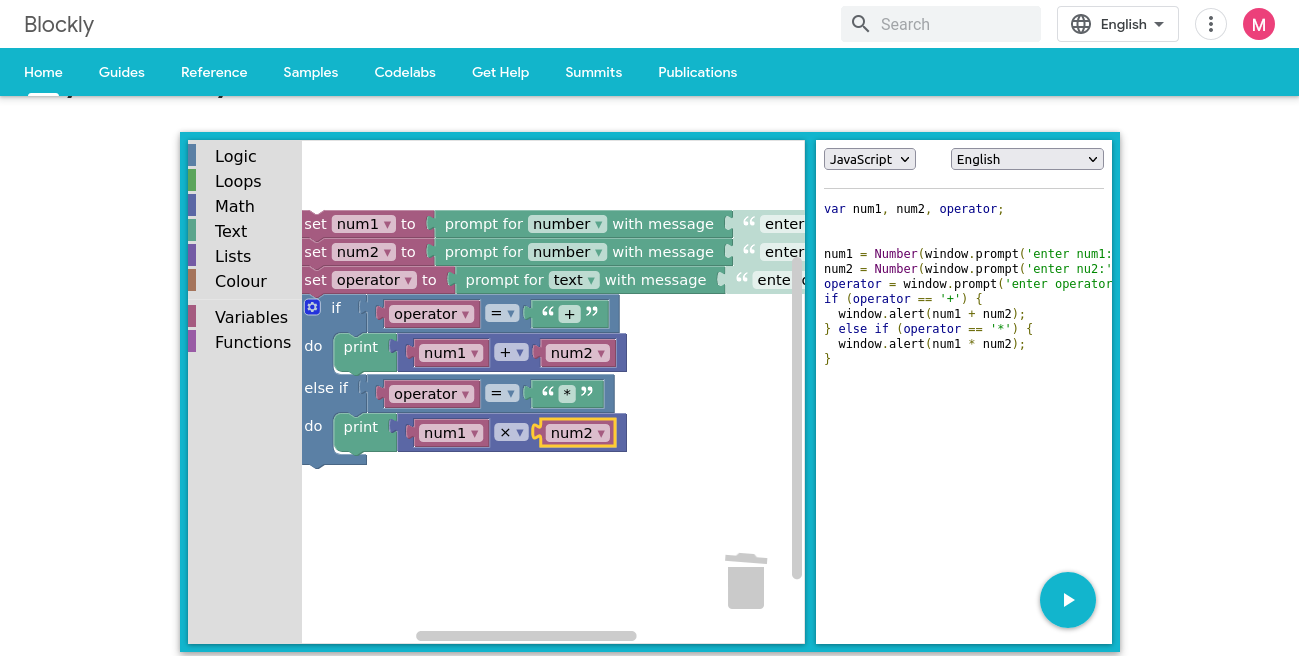 Blockly
Search
English
M
Home Guides Reference Samples Codelabs Get Help Summits Publications
Logic
Loops
Math
Text
Lists
Colour
Variables
Functions
set num1 to prompt for number with message “ enter
set num2 to prompt for number with message “ enter
set operator to prompt for text with message “ ente
if operator = “ + ”
do print num1 + num2
else if operator = “ * ”
do print num1 × num2
JavaScript English
var num1, num2, operator;
num1 = Number(window.prompt('enter num1:
num2 = Number(window.prompt('enter nu2:'
operator = window.prompt('enter operator
if (operator == '+') {
window.alert(num1 + num2);
} else if (operator == '*') {
window.alert(num1 * num2);
}